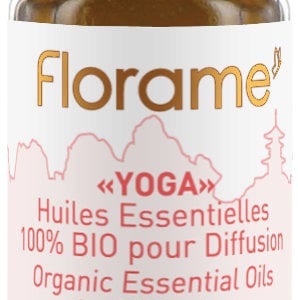 Florame
«YOGA»
Huiles Essentielles
100% BIO pour Diffusion
Organic Essential Oils